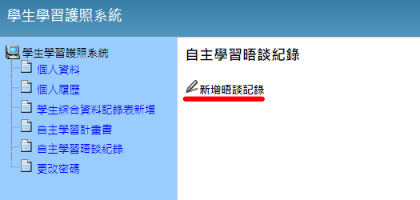 學生學習護照系統
學生學習護照系統
個人資料
個人履歷
學生綜合資料記錄表新增
自主學習計畫書
自主學習晤談紀錄
更改密碼
自主學習晤談紀錄
新增晤談記錄